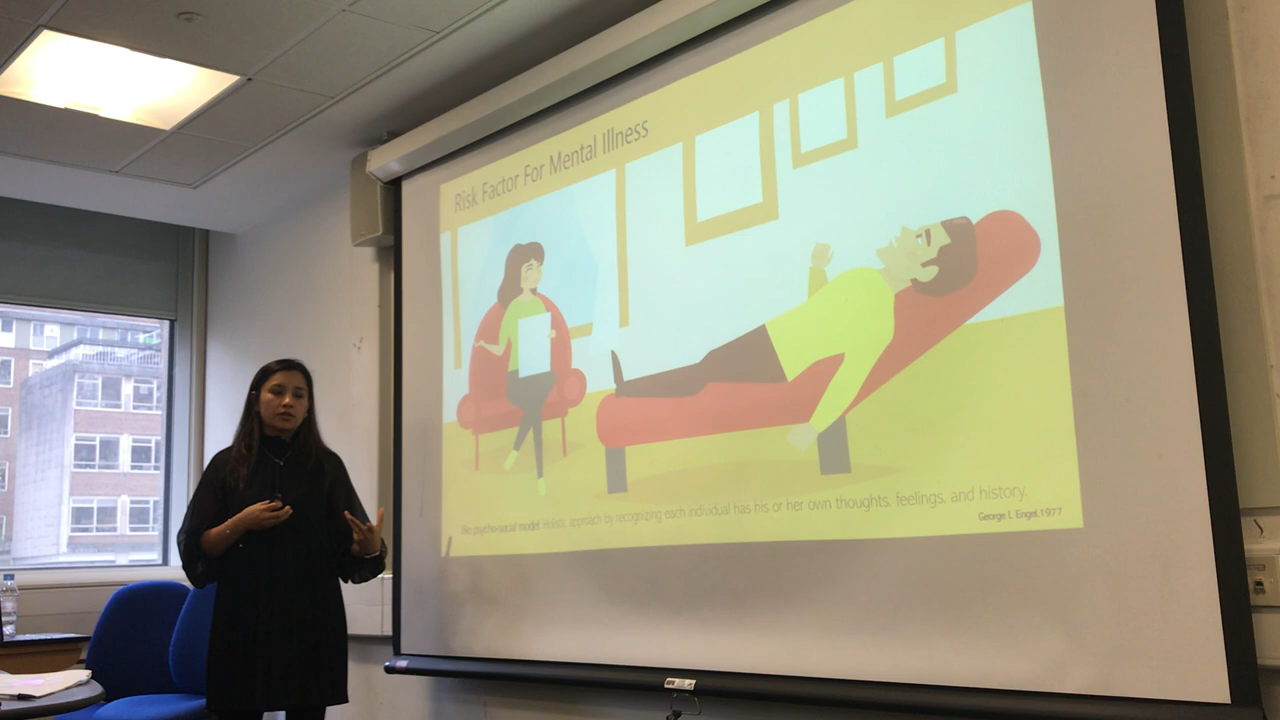 Risk Factor For Mental Illness
Bio-psycho-social model: Holistic approach by recognizing each individual has his or her own thoughts, feelings, and history.
George L Engel,1977